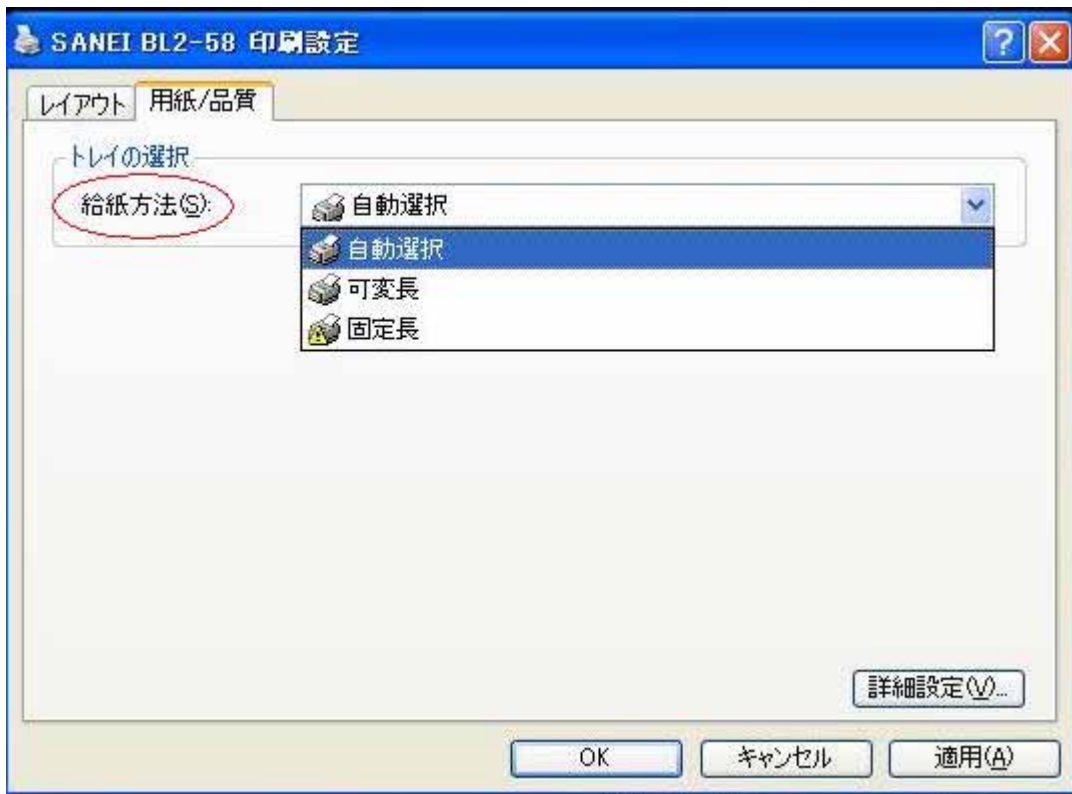 SANEI BL2-58 印刷設定
レイアウト 用紙/品質
トレイの選択
給紙方法(S): 自動選択
自動選択
可変長
固定長
詳細設定(V)...
OK キャンセル 適用(A)